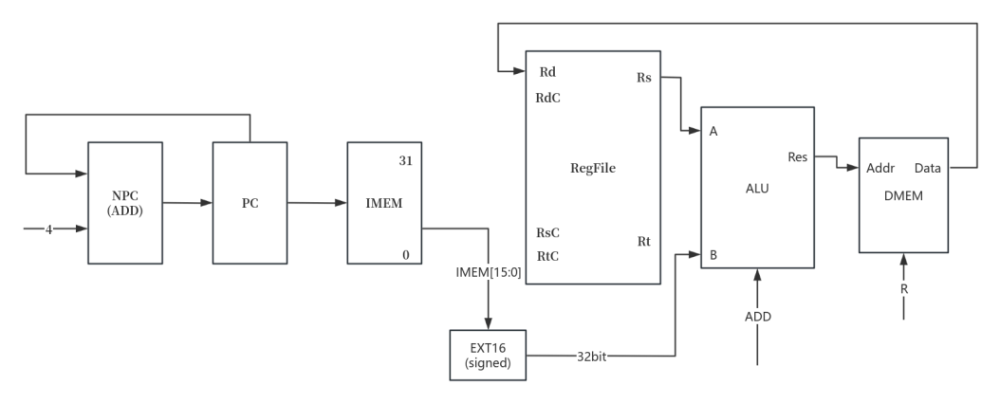 NPC
(ADD)
4
PC
31
IMEM
0
IMEM[15:0]
EXT16
(signed)
32bit
Rd
RdC
Rs
RegFile
RsC
RtC
Rt
A
B
Res
ALU
ADD
Addr Data
DMEM
R